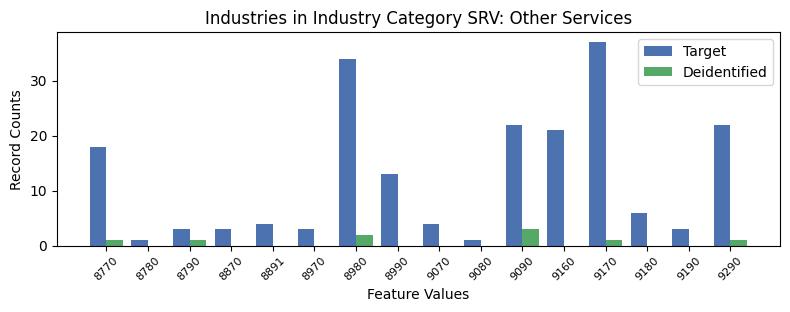 Industries in Industry Category SRV: Other Services
Target
Deidentified
Record Counts
30
20
10
0
8770 8780 8790 8870 8891 8970 8980 8990 9070 9080 9090 9160 9170 9180 9190 9290
Feature Values